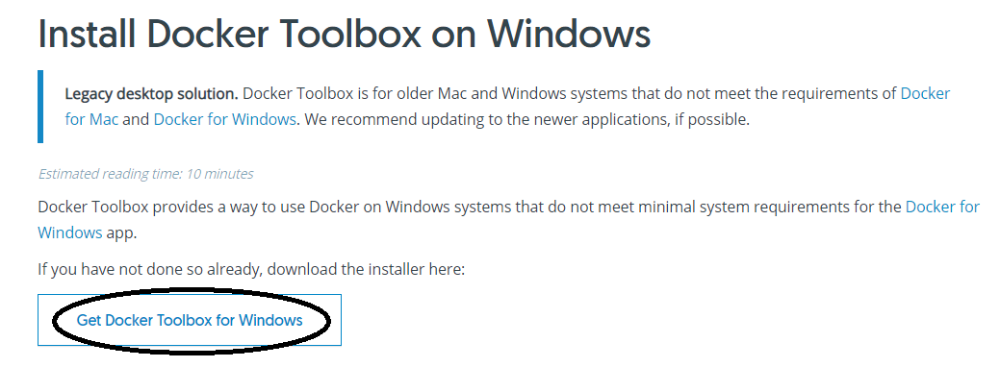 Install Docker Toolbox on Windows
Legacy desktop solution. Docker Toolbox is for older Mac and Windows systems that do not meet the requirements of Docker
for Mac and Docker for Windows. We recommend updating to the newer applications, if possible.
Estimated reading time: 10 minutes
Docker Toolbox provides a way to use Docker on Windows systems that do not meet minimal system requirements for the Docker for
Windows app.
If you have not done so already, download the installer here:
Get Docker Toolbox for Windows